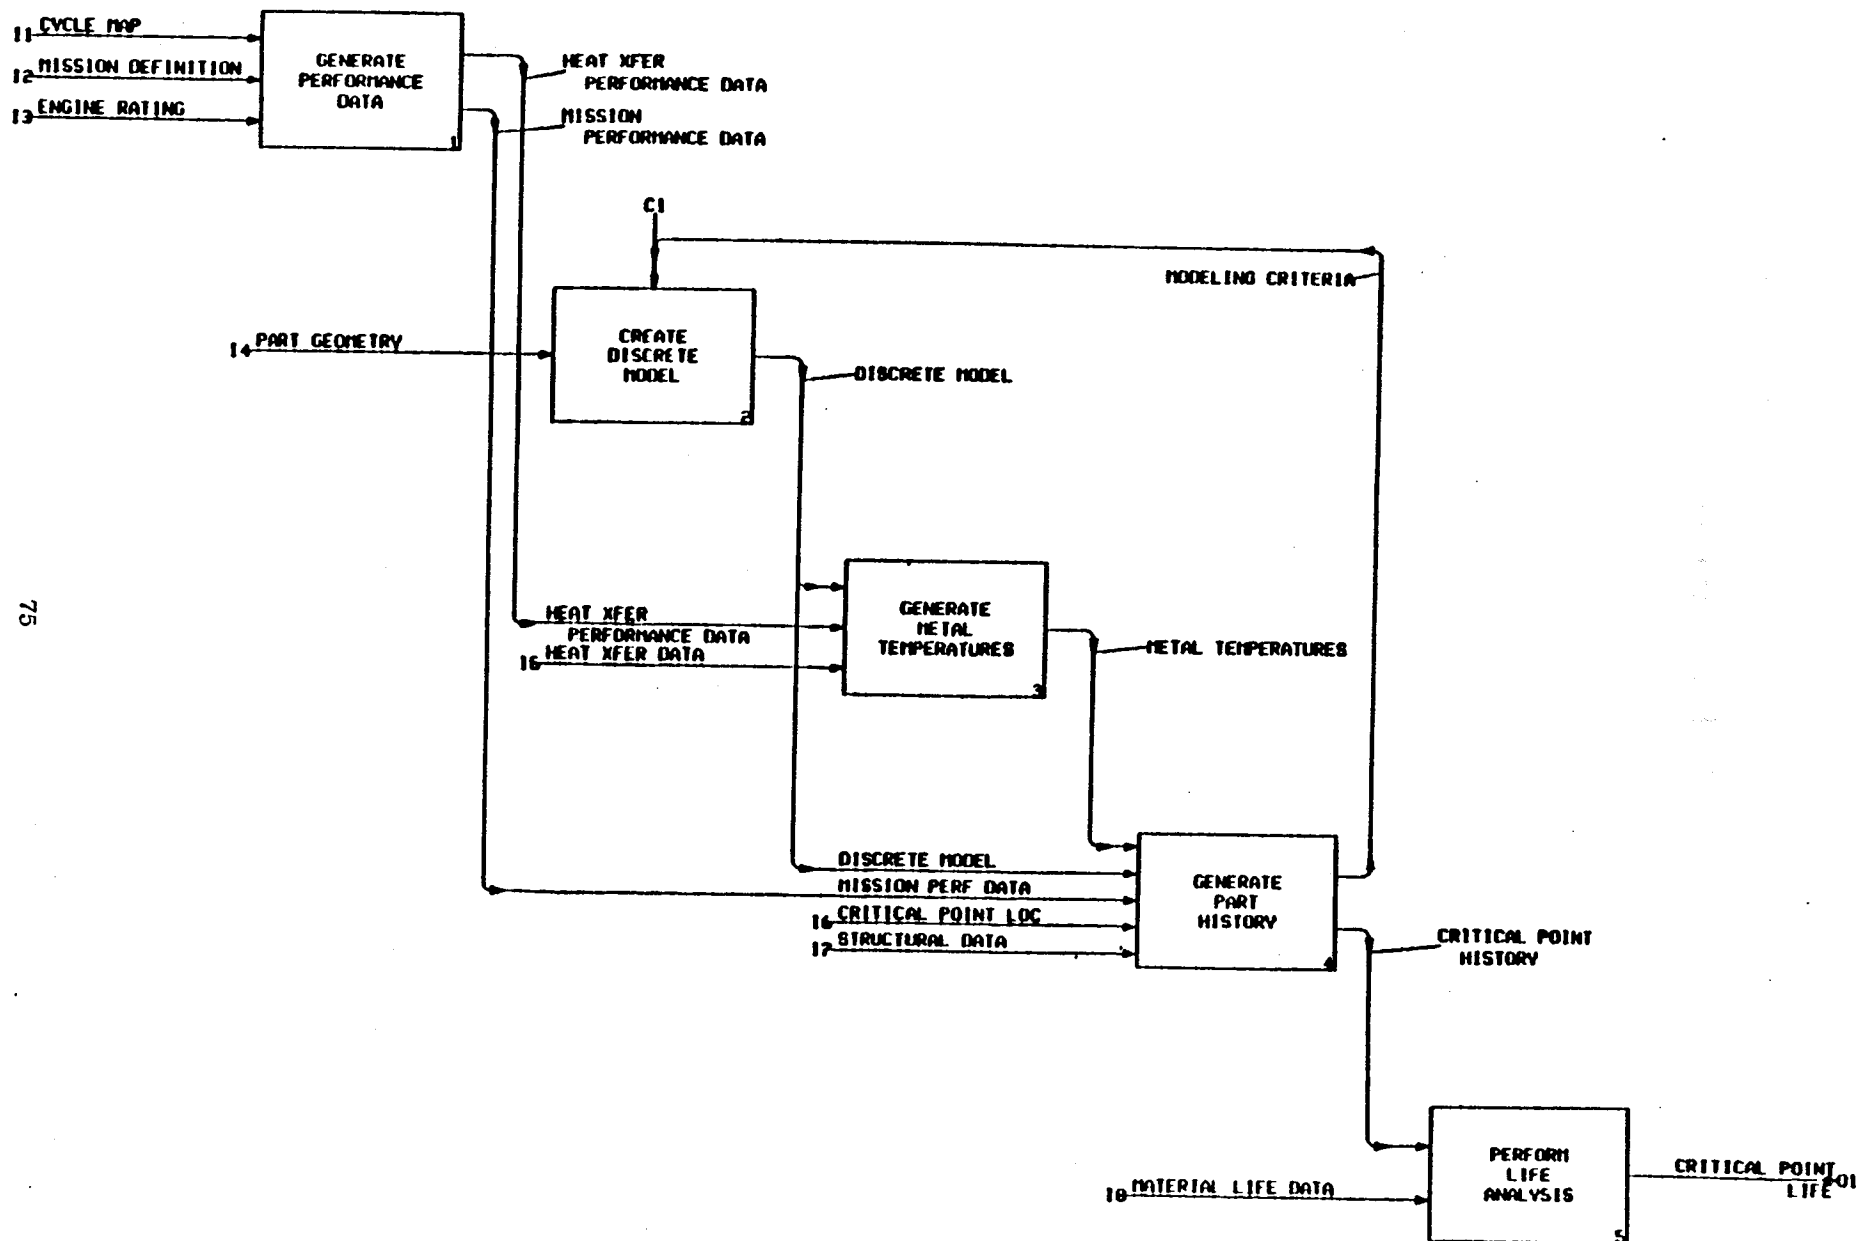 I1 CYCLE MAP
I2 MISSION DEFINITION
I3 ENGINE RATING
GENERATE
PERFORMANCE
DATA
1
HEAT XFER
PERFORMANCE DATA
MISSION
PERFORMANCE DATA
C1
MODELING CRITERIA
I4 PART GEOMETRY
CREATE
DISCRETE
MODEL
2
DISCRETE MODEL
75
HEAT XFER
PERFORMANCE DATA
I5 HEAT XFER DATA
GENERATE
METAL
TEMPERATURES
3
METAL TEMPERATURES
DISCRETE MODEL
MISSION PERF DATA
I6 CRITICAL POINT LOC
I7 STRUCTURAL DATA
GENERATE
PART
HISTORY
4
CRITICAL POINT
HISTORY
I8 MATERIAL LIFE DATA
PERFORM
LIFE
ANALYSIS
5
CRITICAL POINT
LIFE
O1